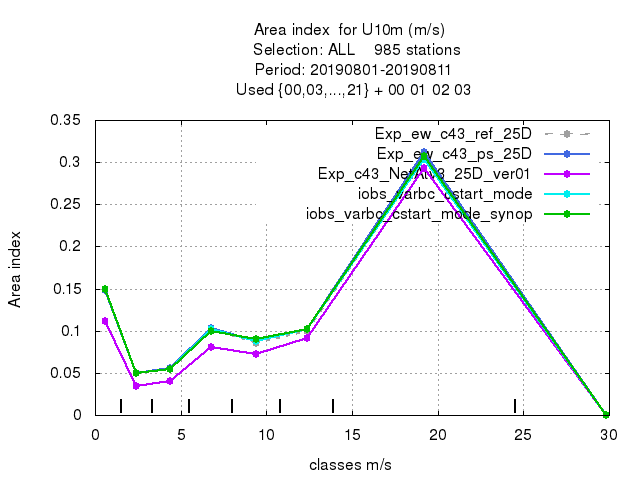 Area index  for U10m (m/s)
Selection: ALL    985 stations
Period: 20190801-20190811
Used {00,03,...,21} + 00 01 02 03
0.35
0.3
0.25
0.2
0.15
0.1
0.05
0
Area index
Exp_ew_c43_ref_25D
Exp_ew_c43_ps_25D
Exp_c43_NetAtv3_25D_ver01
iobs_varbc_cstart_mode
iobs_varbc_cstart_mode_synop
0 5 10 15 20 25 30
classes m/s